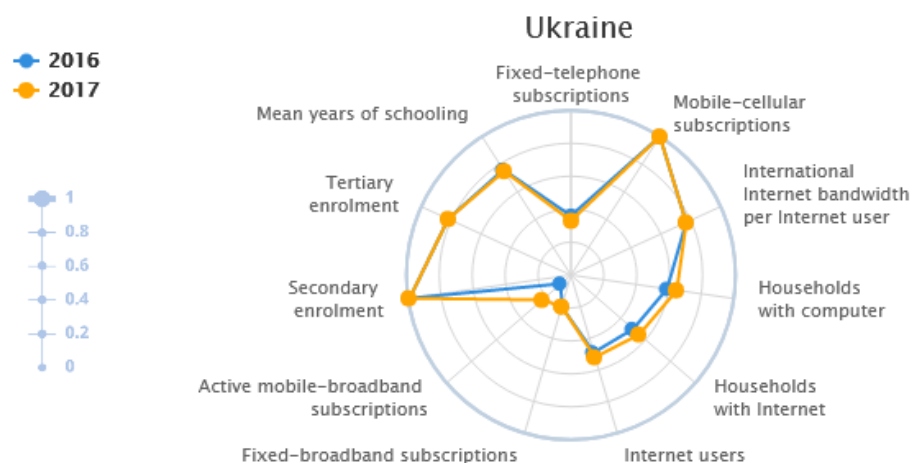 Ukraine
2016
2017
1
0.8
0.6
0.4
0.2
0
Fixed-telephone
subscriptions
Mobile-cellular
subscriptions
International
Internet bandwidth
per Internet user
Households
with computer
Households
with Internet
Internet users
Fixed-broadband subscriptions
Active mobile-broadband
subscriptions
Secondary
enrolment
Tertiary
enrolment
Mean years of schooling